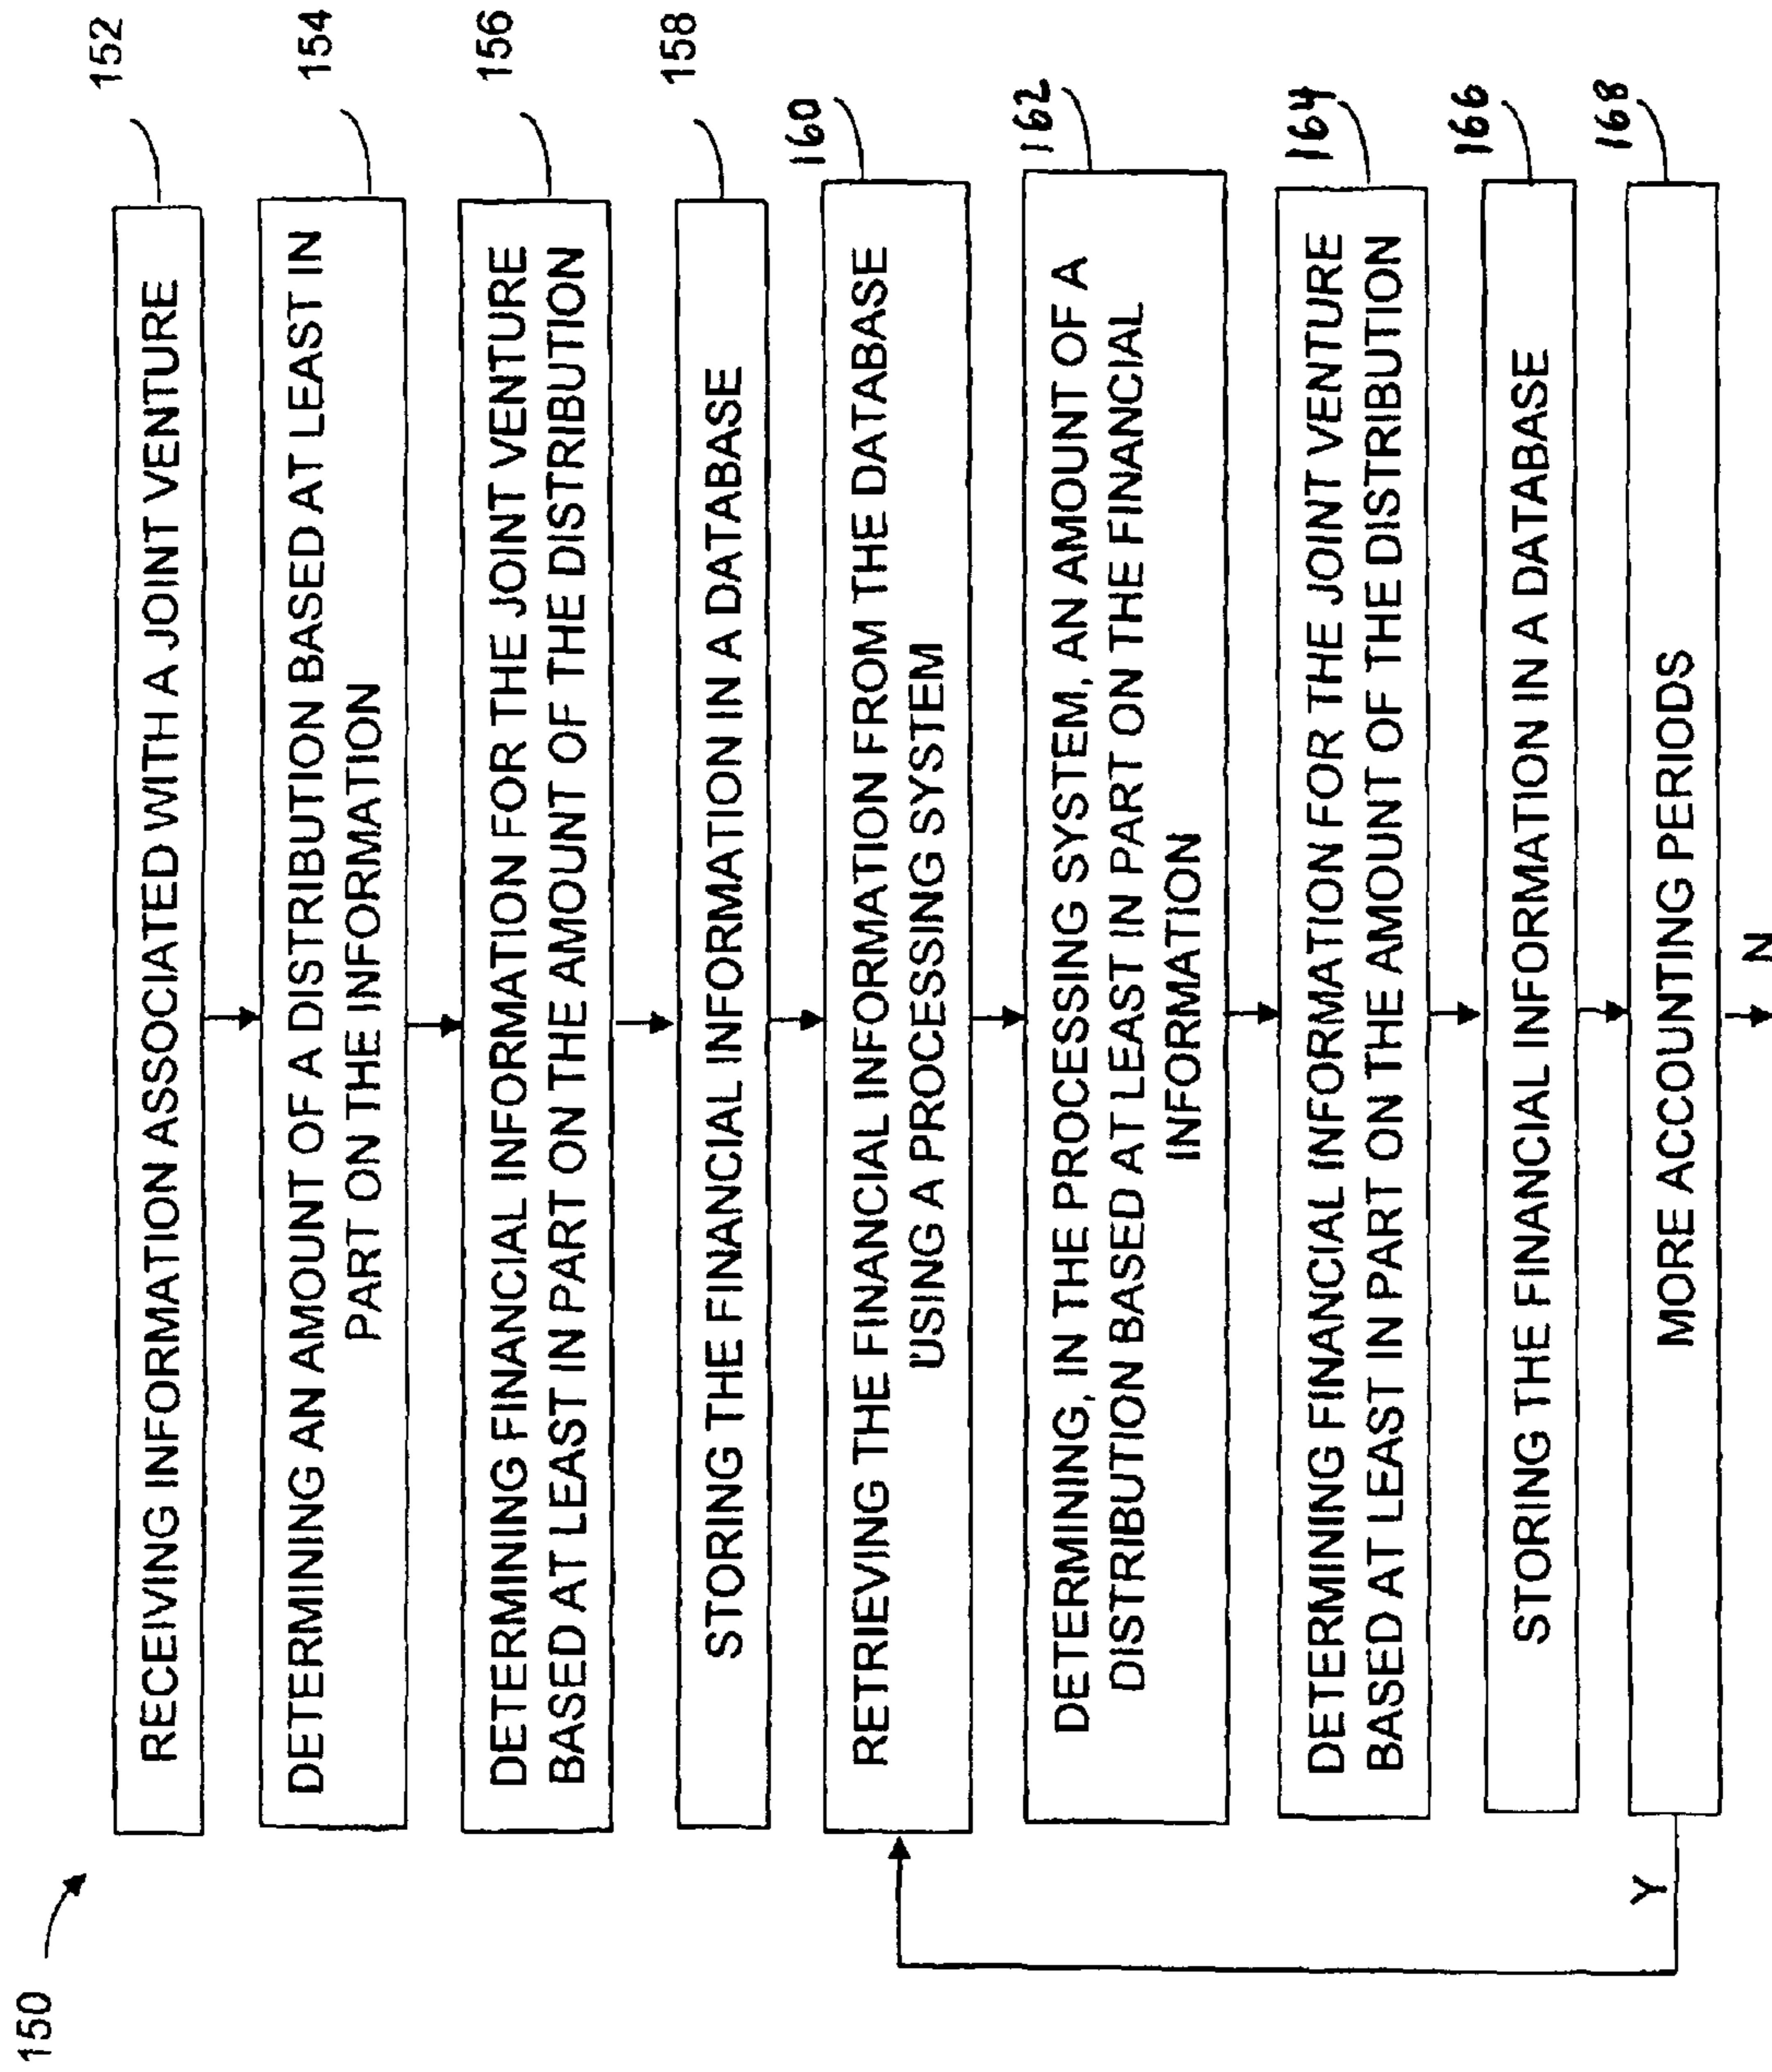 150
152
RECEIVING INFORMATION ASSOCIATED WITH A JOINT VENTURE
154
DETERMINING AN AMOUNT OF A DISTRIBUTION BASED AT LEAST IN
PART ON THE INFORMATION
156
DETERMINING FINANCIAL INFORMATION FOR THE JOINT VENTURE
BASED AT LEAST IN PART ON THE AMOUNT OF THE DISTRIBUTION
158
STORING THE FINANCIAL INFORMATION IN A DATABASE
160
RETRIEVING THE FINANCIAL INFORMATION FROM THE DATABASE
USING A PROCESSING SYSTEM
162
DETERMINING, IN THE PROCESSING SYSTEM, AN AMOUNT OF A
DISTRIBUTION BASED AT LEAST IN PART ON THE FINANCIAL
INFORMATION
164
DETERMINING FINANCIAL INFORMATION FOR THE JOINT VENTURE
BASED AT LEAST IN PART ON THE AMOUNT OF THE DISTRIBUTION
166
STORING THE FINANCIAL INFORMATION IN A DATABASE
168
MORE ACCOUNTING PERIODS
Y
N